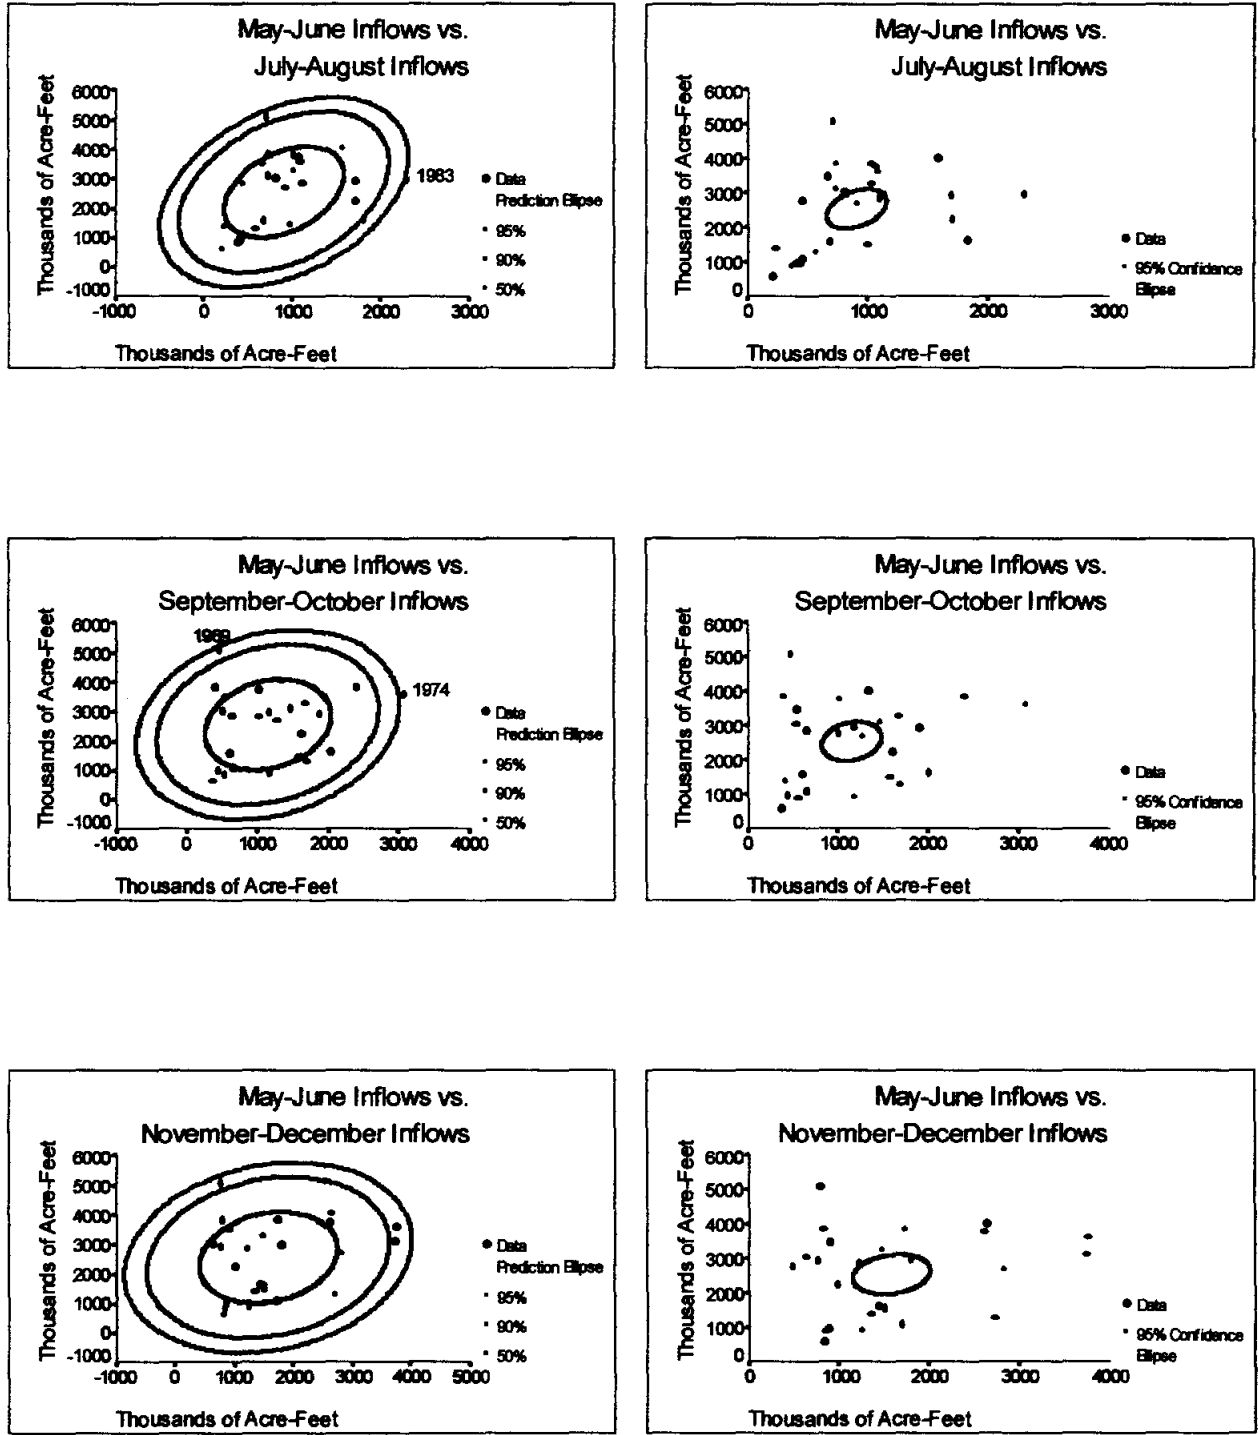 May-June Inflows vs.
July-August Inflows
Thousands of Acre-Feet
6000
5000
4000
3000
2000
1000
0
-1000
-1000 0 1000 2000 3000
Thousands of Acre-Feet
1983
Data
Prediction Ellipse
95%
90%
50%
May-June Inflows vs.
July-August Inflows
Thousands of Acre-Feet
6000
5000
4000
3000
2000
1000
0
0 1000 2000 3000
Thousands of Acre-Feet
Data
95% Confidence
Ellipse
May-June Inflows vs.
September-October Inflows
Thousands of Acre-Feet
6000
5000
4000
3000
2000
1000
0
-1000
-1000 0 1000 2000 3000 4000
Thousands of Acre-Feet
1974
Data
Prediction Ellipse
95%
90%
50%
May-June Inflows vs.
September-October Inflows
Thousands of Acre-Feet
6000
5000
4000
3000
2000
1000
0
0 1000 2000 3000 4000
Thousands of Acre-Feet
Data
95% Confidence
Ellipse
May-June Inflows vs.
November-December Inflows
Thousands of Acre-Feet
6000
5000
4000
3000
2000
1000
0
-1000
-1000 0 1000 2000 3000 4000 5000
Thousands of Acre-Feet
Data
Prediction Ellipse
95%
90%
50%
May-June Inflows vs.
November-December Inflows
Thousands of Acre-Feet
6000
5000
4000
3000
2000
1000
0
0 1000 2000 3000 4000
Thousands of Acre-Feet
Data
95% Confidence
Ellipse